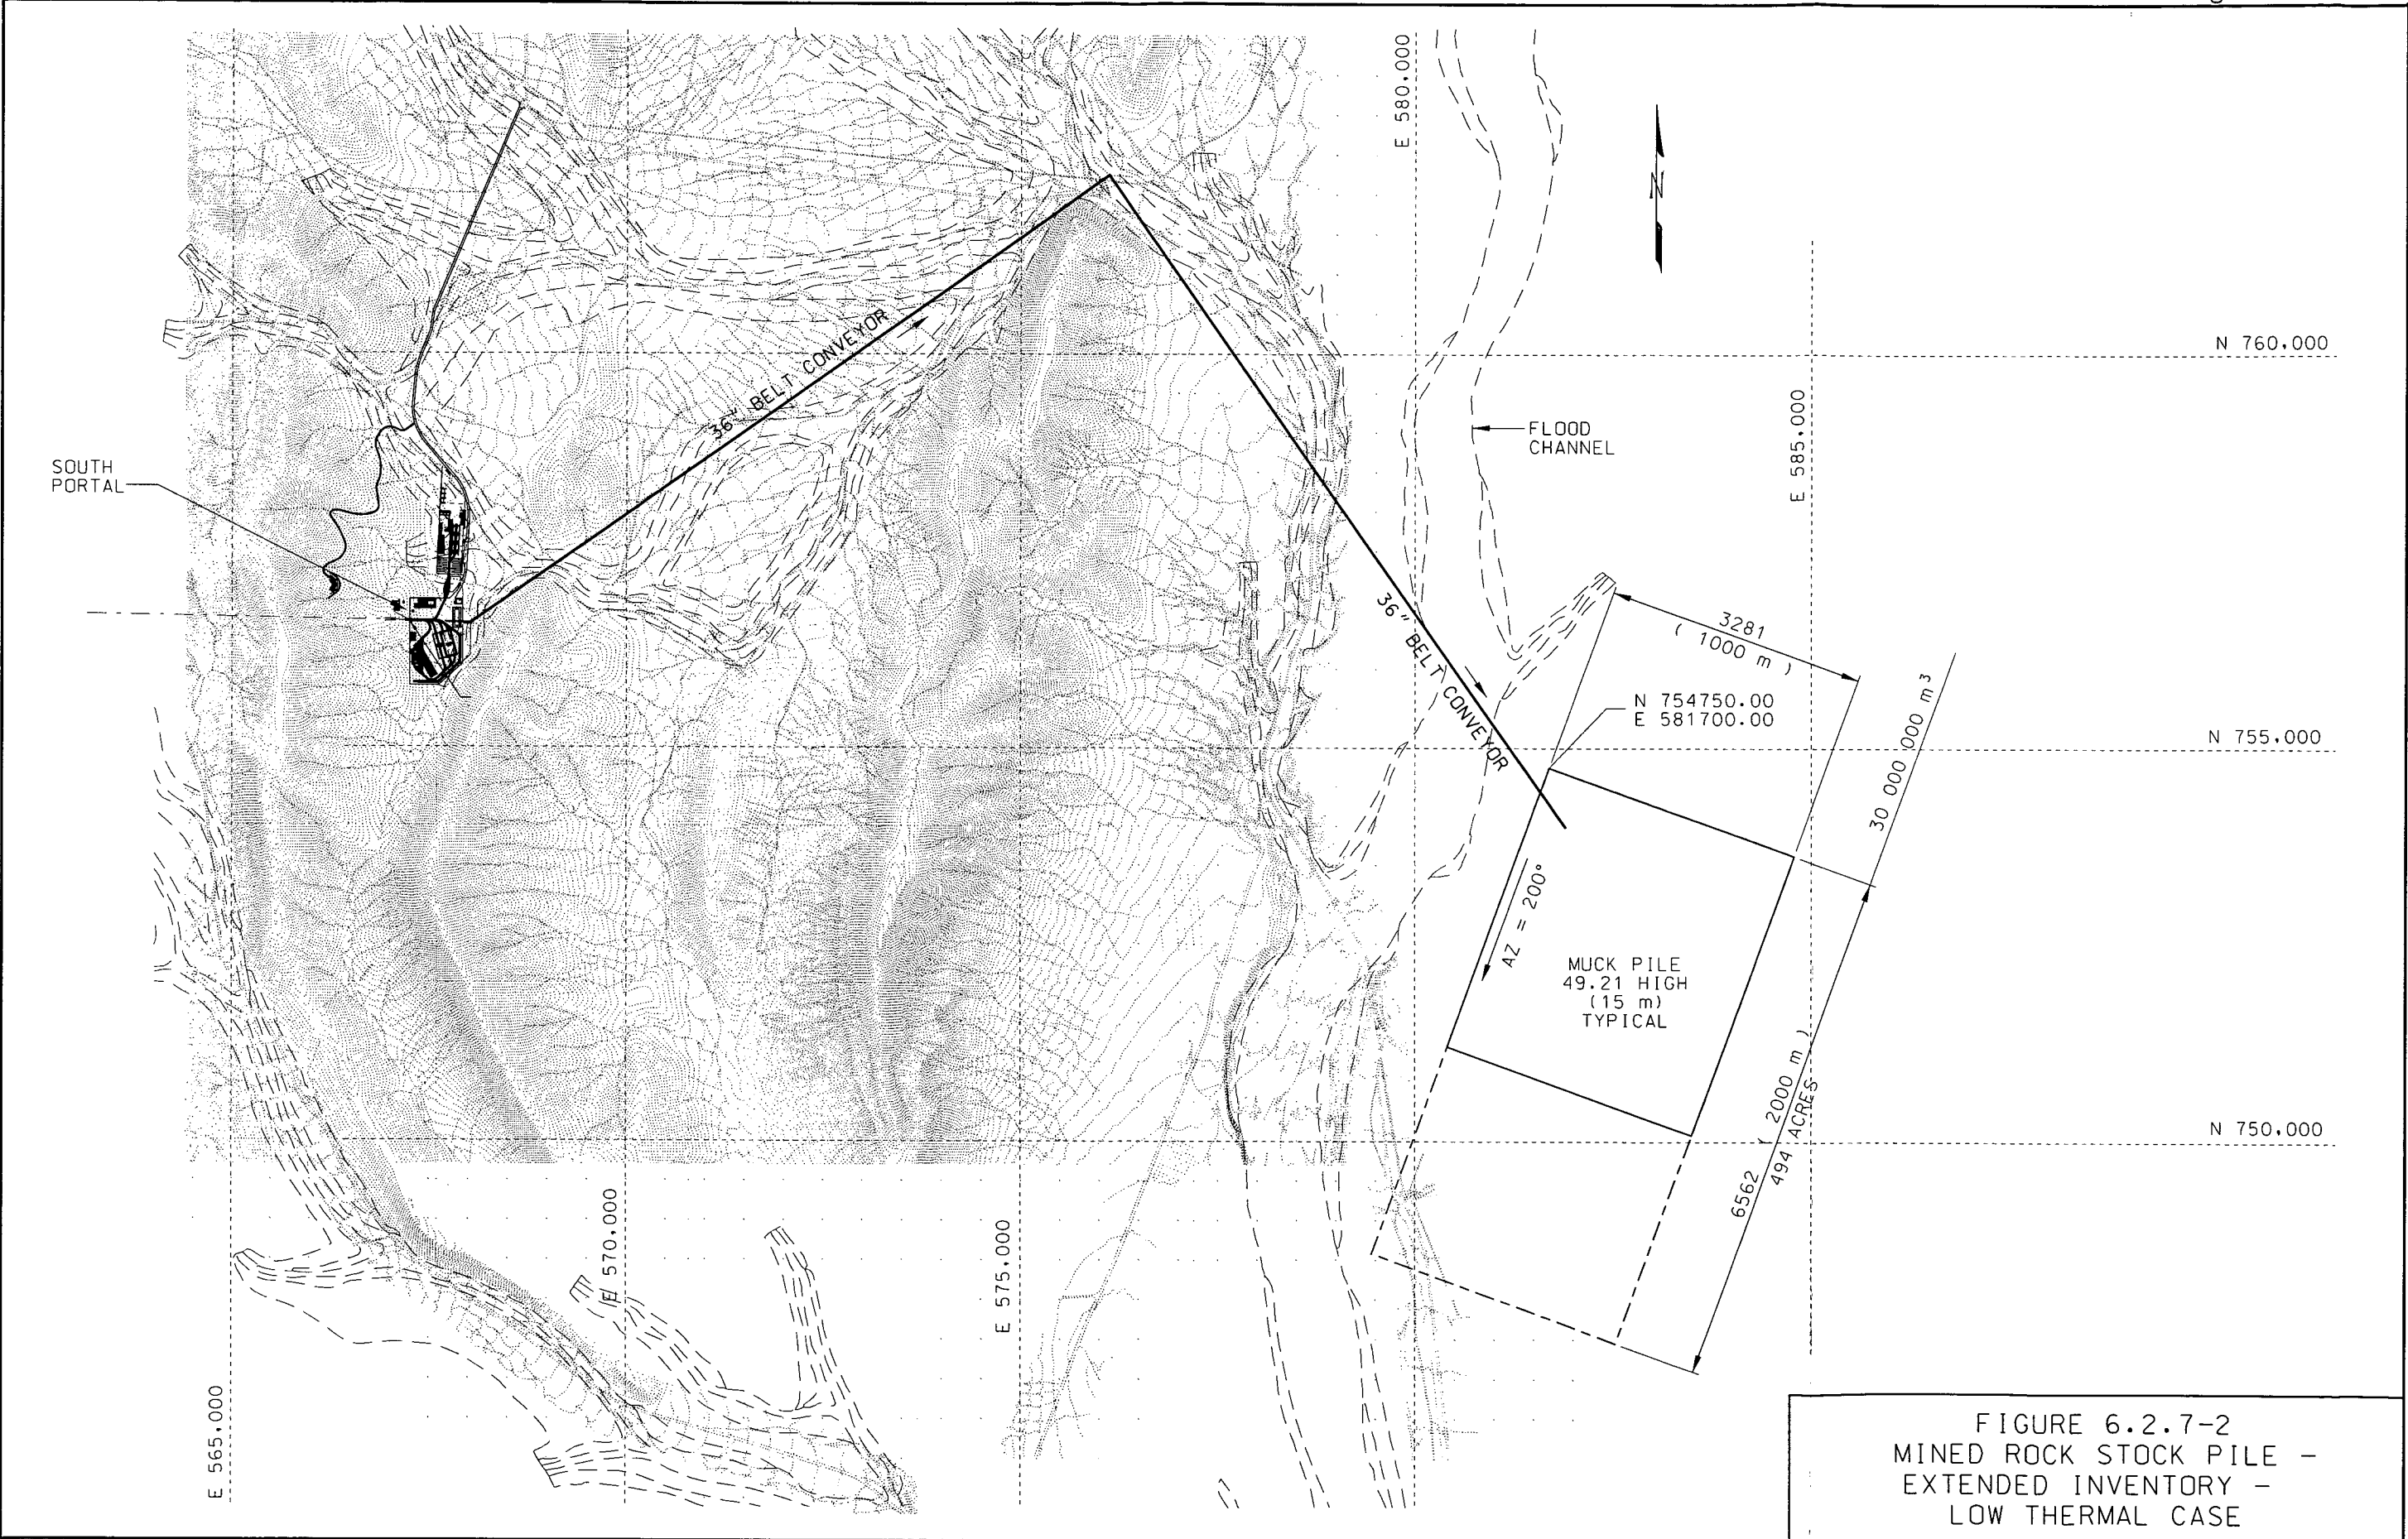 E 580,000
N
N 760,000
36" BELT CONVEYOR
E 585,000
FLOOD
CHANNEL
SOUTH
PORTAL
36" BELT CONVEYOR
3281
( 1000 m )
N 754750.00
E 581700.00
30 000 000 m³
N 755,000
AZ = 200°
MUCK PILE
49.21 HIGH
(15 m)
TYPICAL
6562 ( 2000 m )
494 ACRES
N 750,000
E 570,000
E 575,000
E 565,000
FIGURE 6.2.7-2
MINED ROCK STOCK PILE -
EXTENDED INVENTORY -
LOW THERMAL CASE